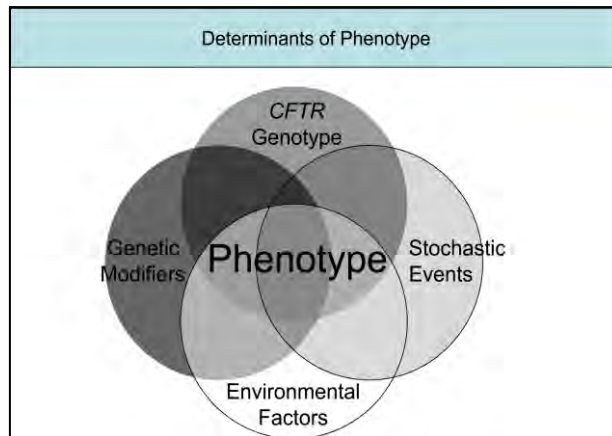 Determinants of Phenotype
CFTR
Genotype
Genetic
Modifiers
Phenotype
Stochastic
Events
Environmental
Factors